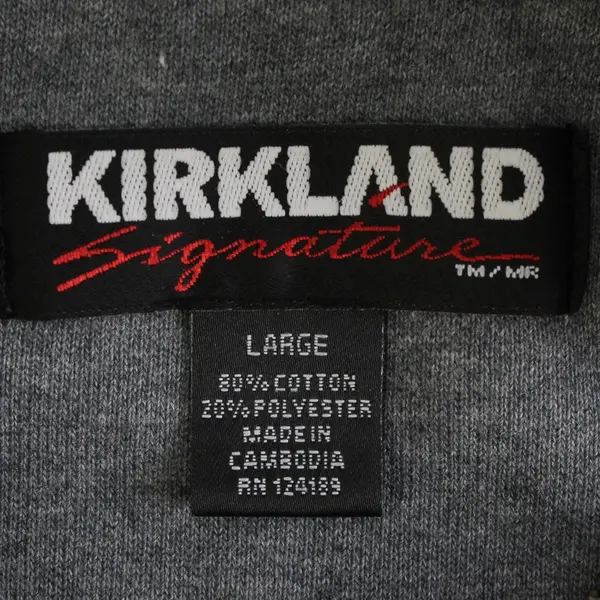 KIRKLAND
Signature
TM/MR
LARGE
80% COTTON
20% POLYESTER
MADE IN
CAMBODIA
RN 124189